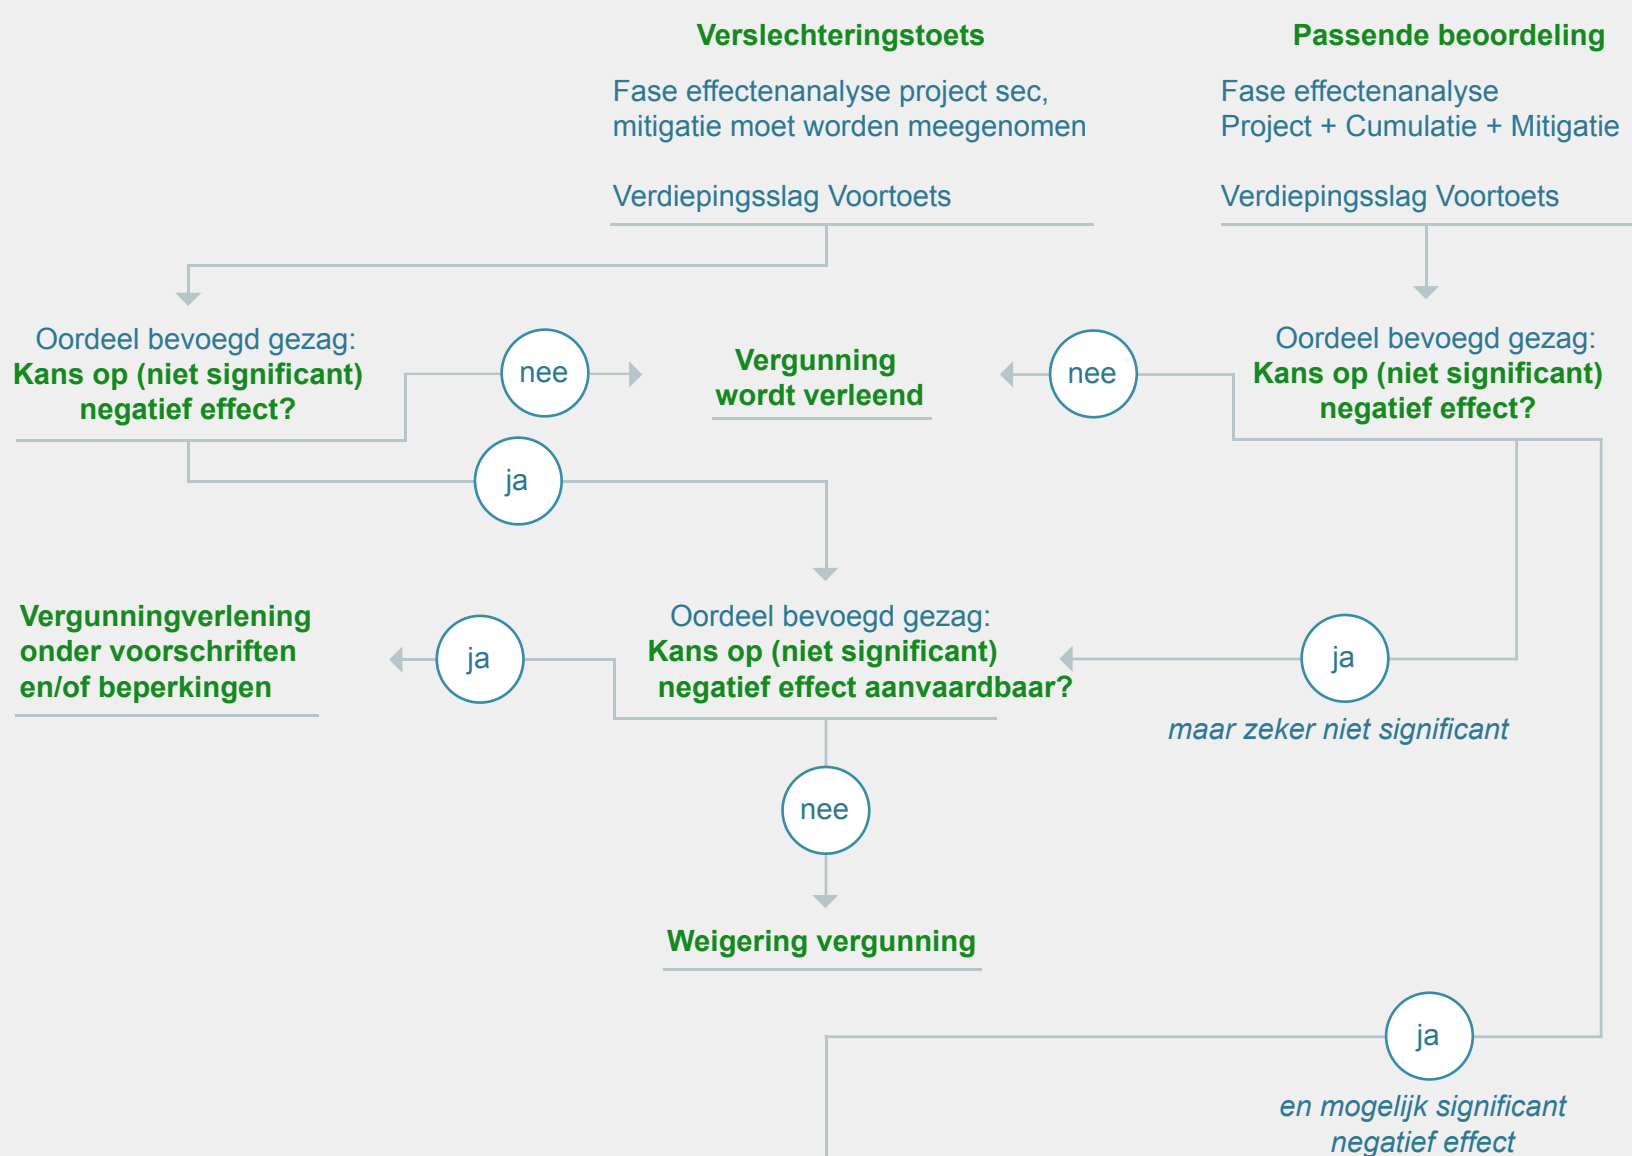 Verslechteringstoets
Fase effectenanalyse project sec,
mitigatie moet worden meegenomen
Verdiepingsslag Voortoets
Passende beoordeling
Fase effectenanalyse
Project + Cumulatie + Mitigatie
Verdiepingsslag Voortoets
Oordeel bevoegd gezag:
Kans op (niet significant)
negatief effect?
nee
Vergunning
wordt verleend
nee
Oordeel bevoegd gezag:
Kans op (niet significant)
negatief effect?
ja
Vergunningverlening
onder voorschriften
en/of beperkingen
ja
Oordeel bevoegd gezag:
Kans op (niet significant)
negatief effect aanvaardbaar?
ja
maar zeker niet significant
nee
Weigering vergunning
ja
en mogelijk significant
negatief effect